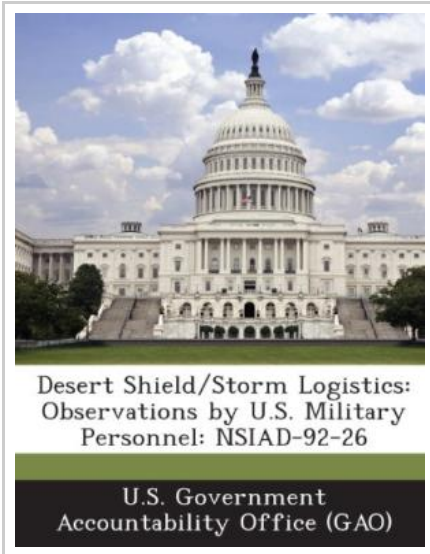 Desert Shield/Storm Logistics:
Observations by U.S. Military
Personnel: NSIAD-92-26
U.S. Government
Accountability Office (GAO)